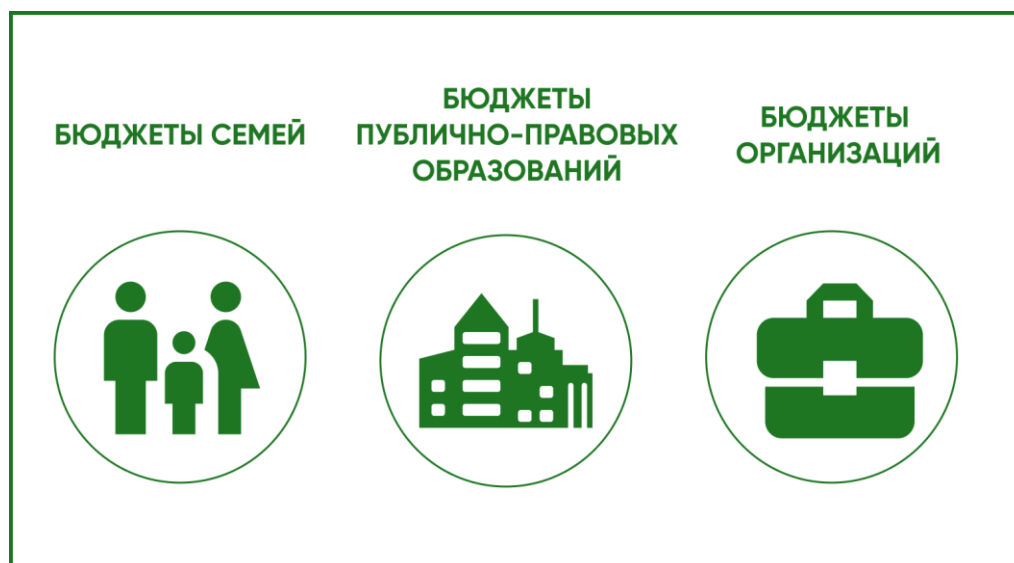 БЮДЖЕТЫ СЕМЕЙ
БЮДЖЕТЫ
ПУБЛИЧНО-ПРАВОВЫХ
ОБРАЗОВАНИЙ
БЮДЖЕТЫ
ОРГАНИЗАЦИЙ